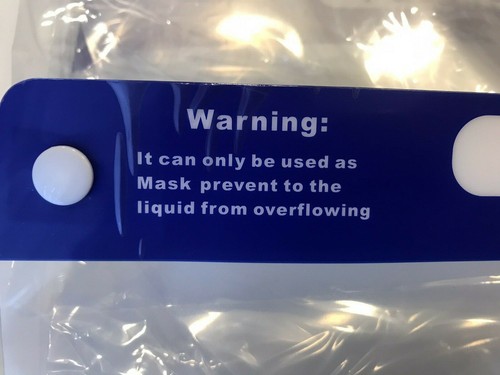 Warning:
It can only be used as
Mask prevent to the
liquid from overflowing